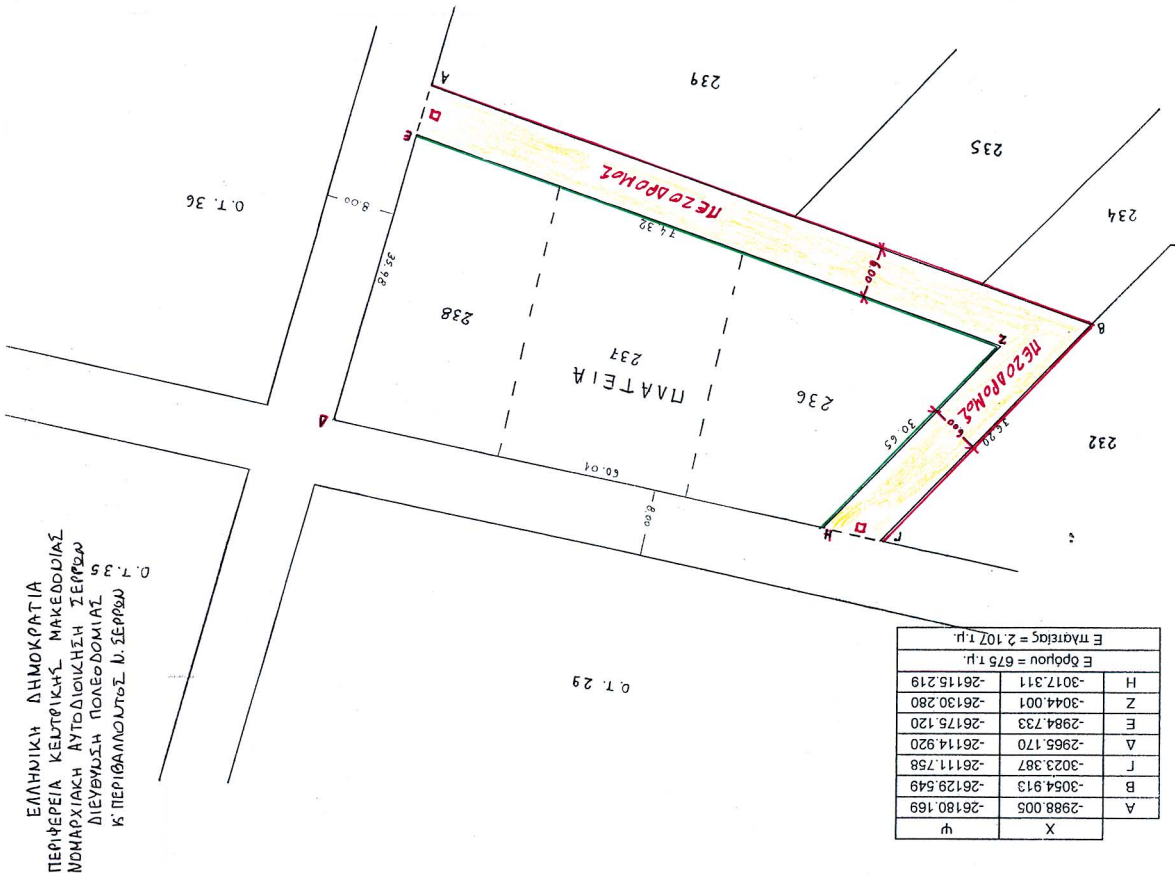 ΕΛΛΗΝΙΚΗ ΔΗΜΟΚΡΑΤΙΑ
ΠΕΡΙΦΕΡΕΙΑ ΚΕΝΤΡΙΚΗΣ ΜΑΚΕΔΟΝΙΑΣ
ΝΟΜΑΡΧΙΑΚΗ ΑΥΤΟΔΙΟΙΚΗΣΗ ΣΕΡΡΩΝ
ΔΙΕΥΘΥΝΣΗ ΠΟΛΕΟΔΟΜΙΑΣ
Κ' ΠΕΡΙΒΑΛΛΟΝΤΟΣ Ν. ΣΕΡΡΩΝ
Χ Ψ
Α -2988.005 -26180.169
Β -3054.913 -26129.549
Γ -3023.387 -26111.758
Δ -2965.170 -26114.920
Ε -2984.733 -26175.120
Ζ -3044.001 -26130.280
Η -3017.311 -26115.219
Ε δρόμου = 675 τ.μ.
Ε πλατείας = 2.107 τ.μ.
Ο.Τ. 29
Ο.Τ. 35
Ο.Τ. 36
232
Γ
Η
8.00
60.01
Δ
36.20
6.00
30.65
ΠΕΖΟΔΡΟΜΟΣ
236
ΠΛΑΤΕΙΑ
237
238
35.98
8.00
Β
Ζ
6.00
74.32
ΠΕΖΟΔΡΟΜΟΣ
Ε
Α
234
235
239